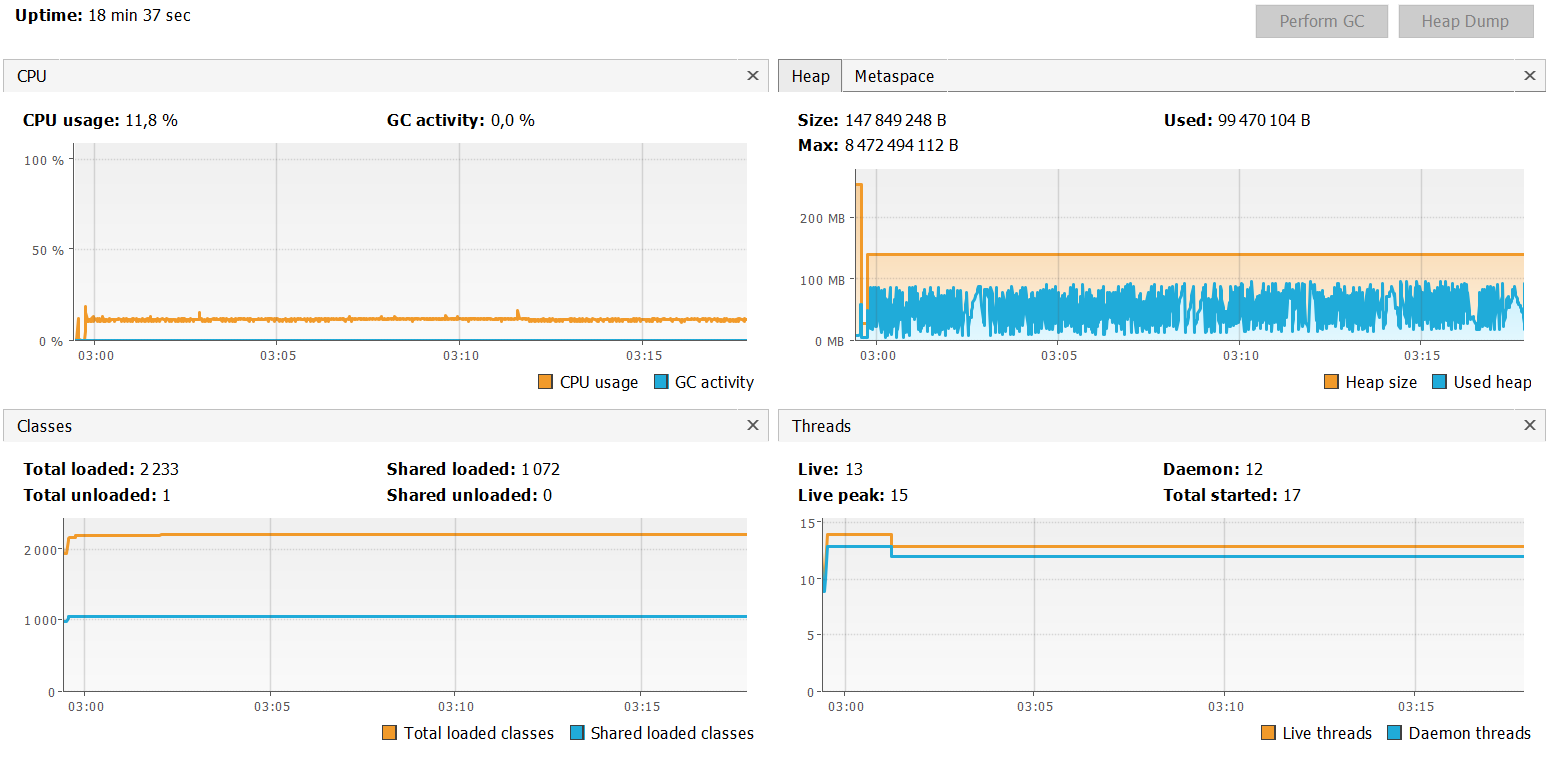 Uptime: 18 min 37 sec
Perform GC
Heap Dump
CPU
CPU usage: 11,8 %
GC activity: 0,0 %
100 %
50 %
0 %
03:00
03:05
03:10
03:15
CPU usage
GC activity
Heap
Metaspace
Size: 147 849 248 B
Used: 99 470 104 B
Max: 8 472 494 112 B
200 MB
100 MB
0 MB
03:00
03:05
03:10
03:15
Heap size
Used heap
Classes
Total loaded: 2 233
Shared loaded: 1 072
Total unloaded: 1
Shared unloaded: 0
2 000
1 000
0
03:00
03:05
03:10
03:15
Total loaded classes
Shared loaded classes
Threads
Live: 13
Daemon: 12
Live peak: 15
Total started: 17
15
10
5
0
03:00
03:05
03:10
03:15
Live threads
Daemon threads